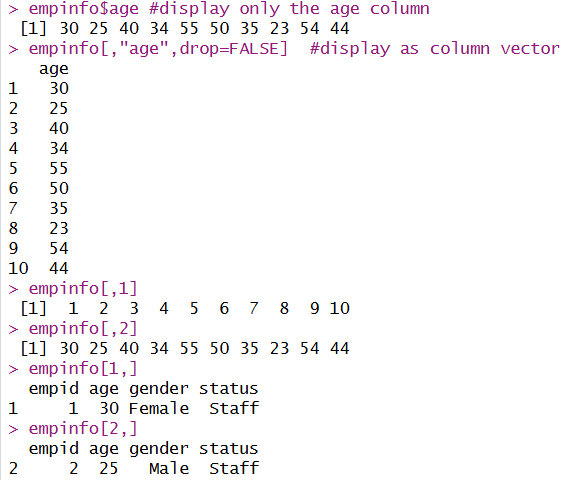 > empinfo$age #display only the age column
 [1] 30 25 40 34 55 50 35 23 54 44
> empinfo[,"age",drop=FALSE]  #display as column vector
   age
1   30
2   25
3   40
4   34
5   55
6   50
7   35
8   23
9   54
10  44
> empinfo[,1]
 [1]  1  2  3  4  5  6  7  8  9 10
> empinfo[,2]
 [1] 30 25 40 34 55 50 35 23 54 44
> empinfo[1,]
  empid age gender status
1     1  30 Female  Staff
> empinfo[2,]
  empid age gender status
2     2  25   Male  Staff